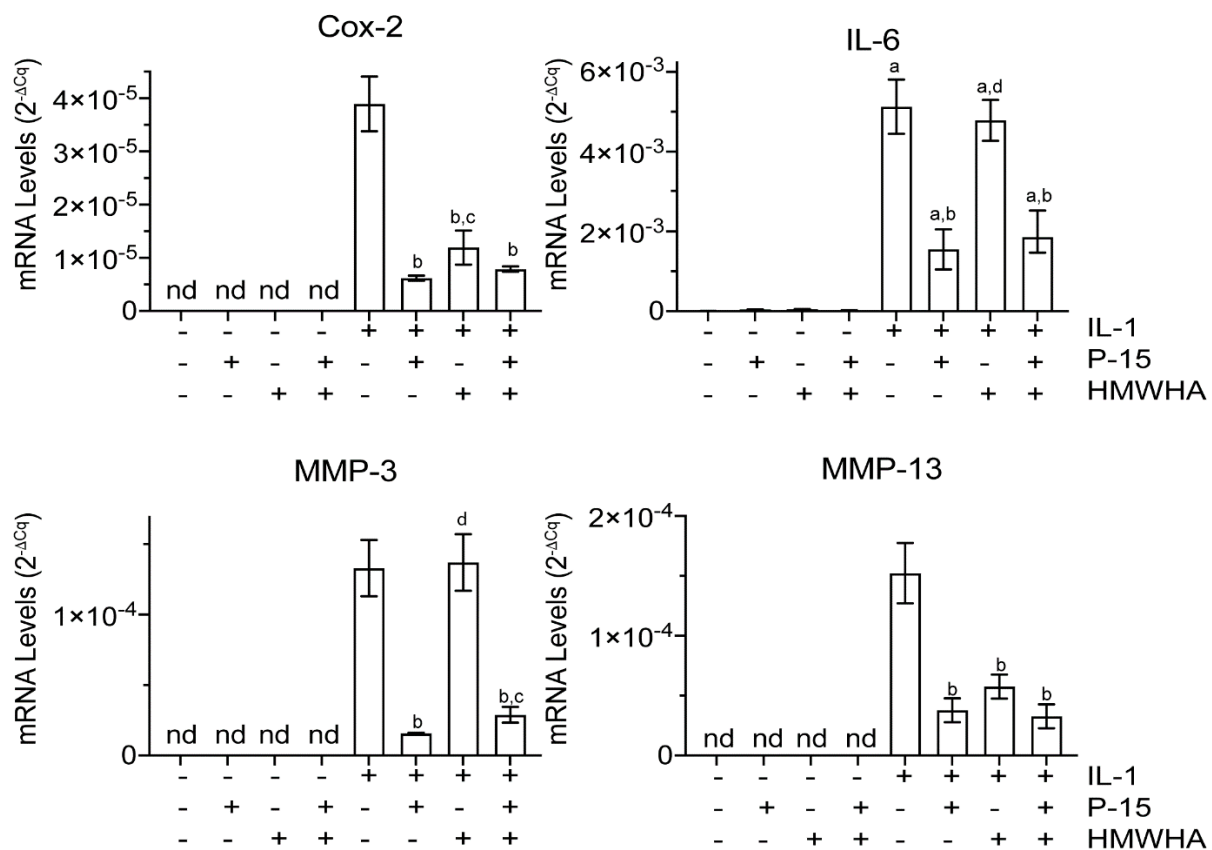 Cox-2
mRNA Levels (2-ΔCq)
4×10-5
3×10-5
2×10-5
1×10-5
0
nd nd nd nd
b b,c b
- - - - + + + +
- + - + - + - +
- - + + - - + +
IL-6
mRNA Levels (2-ΔCq)
6×10-3
4×10-3
2×10-3
0
a a,b a,d a,b
- - - - + + + + IL-1
- + - + - + - + P-15
- - + + - - + + HMWHA
MMP-3
mRNA Levels (2-ΔCq)
1×10-4
0
nd nd nd nd
b d b,c
- - - - + + + +
- + - + - + - +
- - + + - - + +
MMP-13
mRNA Levels (2-ΔCq)
2×10-4
1×10-4
0
nd nd nd nd
b b b
- - - - + + + + IL-1
- + - + - + - + P-15
- - + + - - + + HMWHA